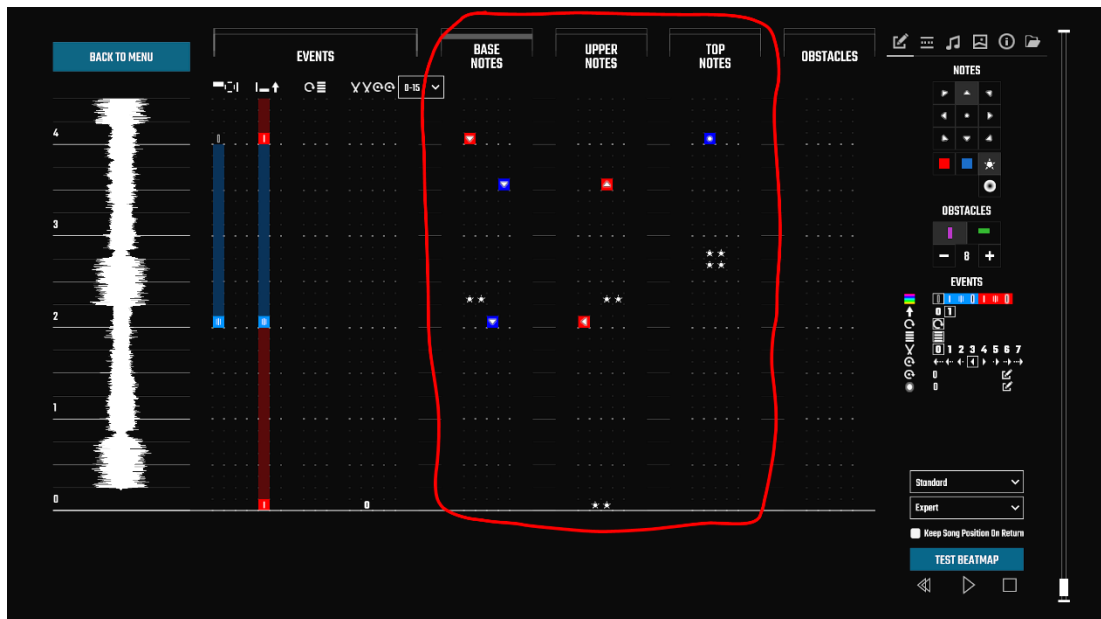 BACK TO MENU
EVENTS
BASE
NOTES
UPPER
NOTES
TOP
NOTES
OBSTACLES
0-15
4
3
2
1
0
0
NOTES
OBSTACLES
8
EVENTS
0 1
0 1 2 3 4 5 6 7
0
0
Standard
Expert
Keep Song Position On Return
TEST BEATMAP